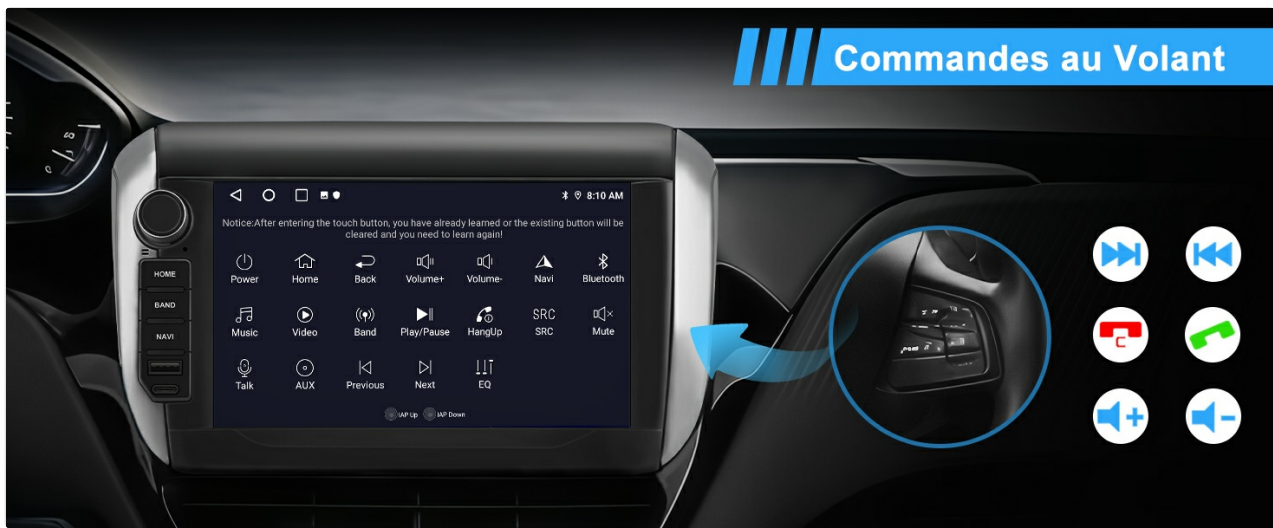 Commandes au Volant
8:10 AM
Notice:After entering the touch button, you have already learned or the existing button will be
cleared and you need to learn again!
Power Home Back Volume+ Volume- Navi Bluetooth
SRC
Music Video Band Play/Pause HangUp SRC Mute
Talk AUX Previous Next EQ
IAP Up IAP Down
HOME
BAND
NAVI
C